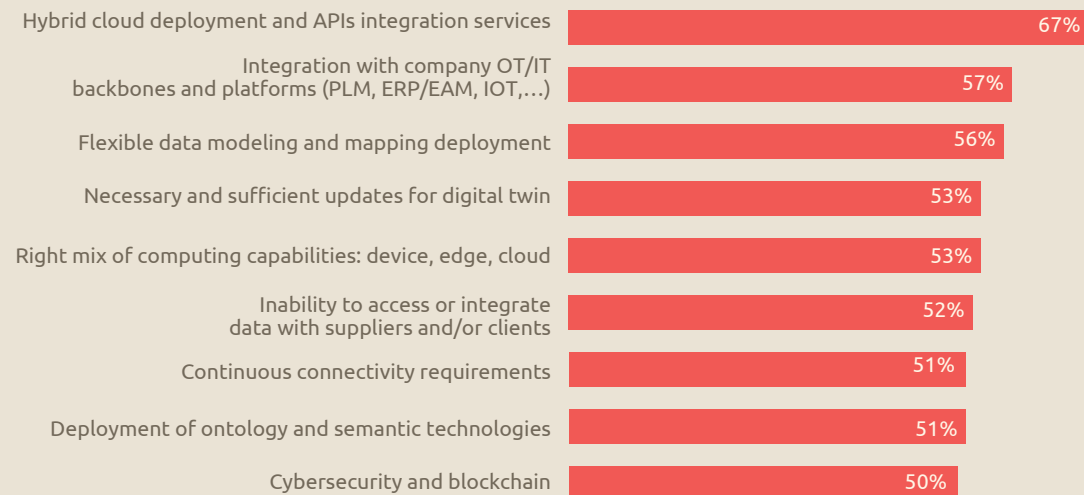 Hybrid cloud deployment and APIs integration services
67%
Integration with company OT/IT
backbones and platforms (PLM, ERP/EAM, IOT,...)
57%
Flexible data modeling and mapping deployment
56%
Necessary and sufficient updates for digital twin
53%
Right mix of computing capabilities: device, edge, cloud
53%
Inability to access or integrate
data with suppliers and/or clients
52%
Continuous connectivity requirements
51%
Deployment of ontology and semantic technologies
51%
Cybersecurity and blockchain
50%